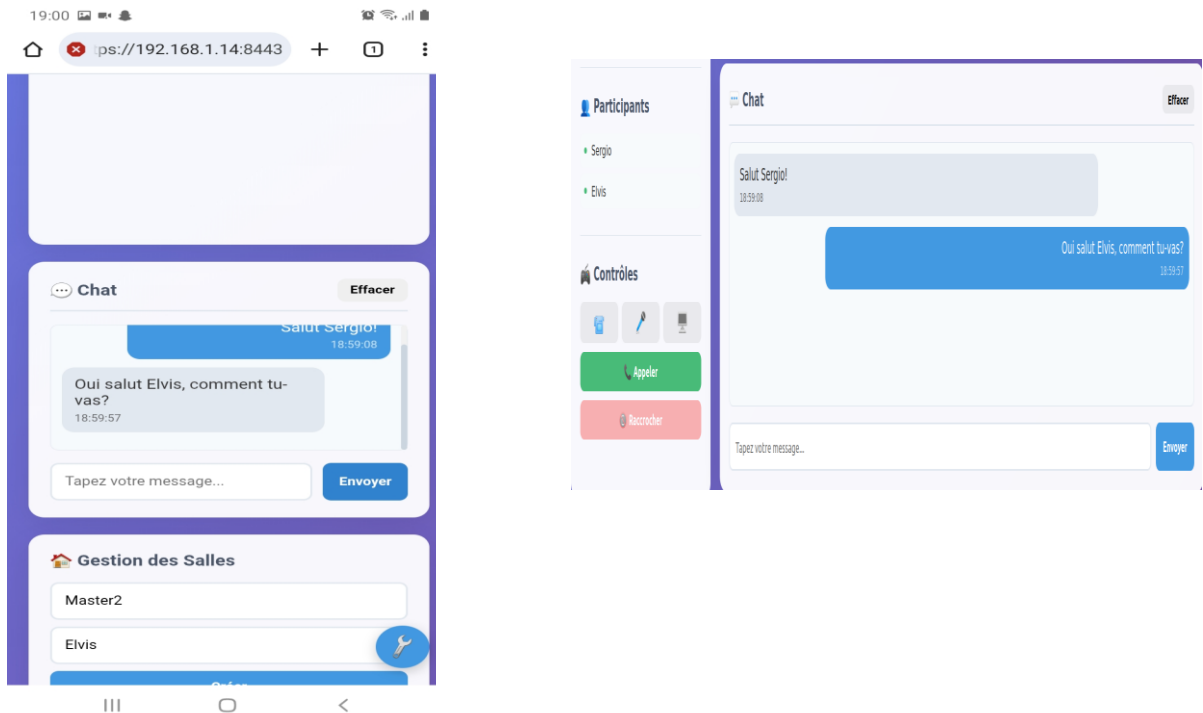 19:00
tps://192.168.1.14:8443
1
Chat
Effacer
Salut Sergio!
18:59:08
Oui salut Elvis, comment tu-
vas?
18:59:57
Tapez votre message...
Envoyer
Gestion des Salles
Master2
Elvis
Créer
Participants
Sergio
Elvis
Contrôles
Appeler
Raccrocher
Chat
Effacer
Salut Sergio!
18:59:08
Oui salut Elvis, comment tu-vas?
18:59:57
Tapez votre message...
Envoyer